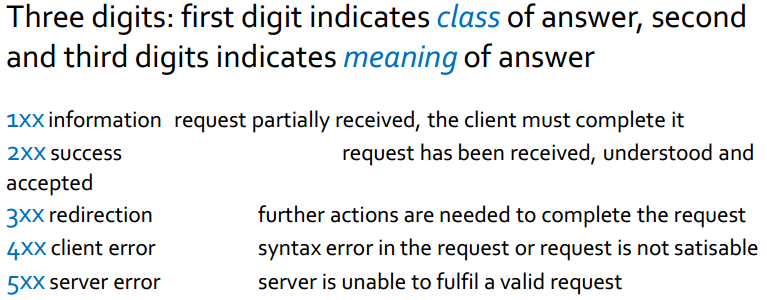 Three digits: first digit indicates class of answer, second
and third digits indicates meaning of answer
1xx information request partially received, the client must complete it
2xx success request has been received, understood and
accepted
3xx redirection further actions are needed to complete the request
4xx client error syntax error in the request or request is not satisable
5xx server error server is unable to fulfil a valid request